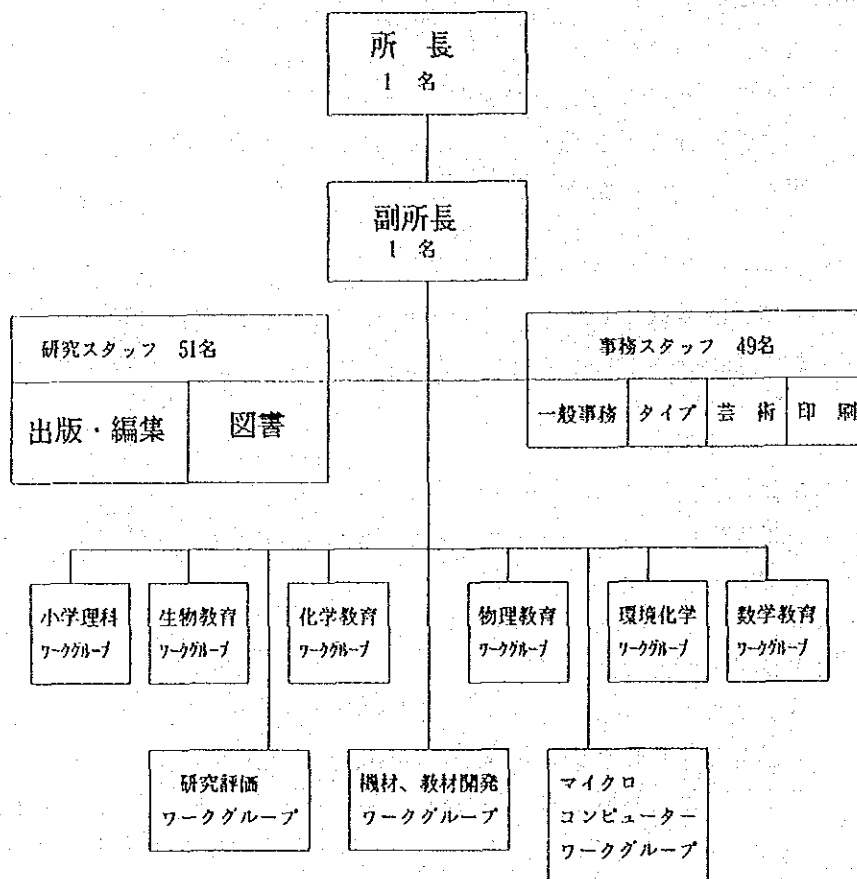 所 長
1 名
副所長
1 名
研究スタッフ 51名
出版・編集
図書
事務スタッフ 49名
一般事務
タイプ
芸 術
印 刷
小学理科
ワークグループ
生物教育
ワークグループ
化学教育
ワークグループ
物理教育
ワークグループ
環境化学
ワークグループ
数学教育
ワークグループ
研究評価
ワークグループ
機材、教材開発
ワークグループ
マイクロ
コンピューター
ワークグループ